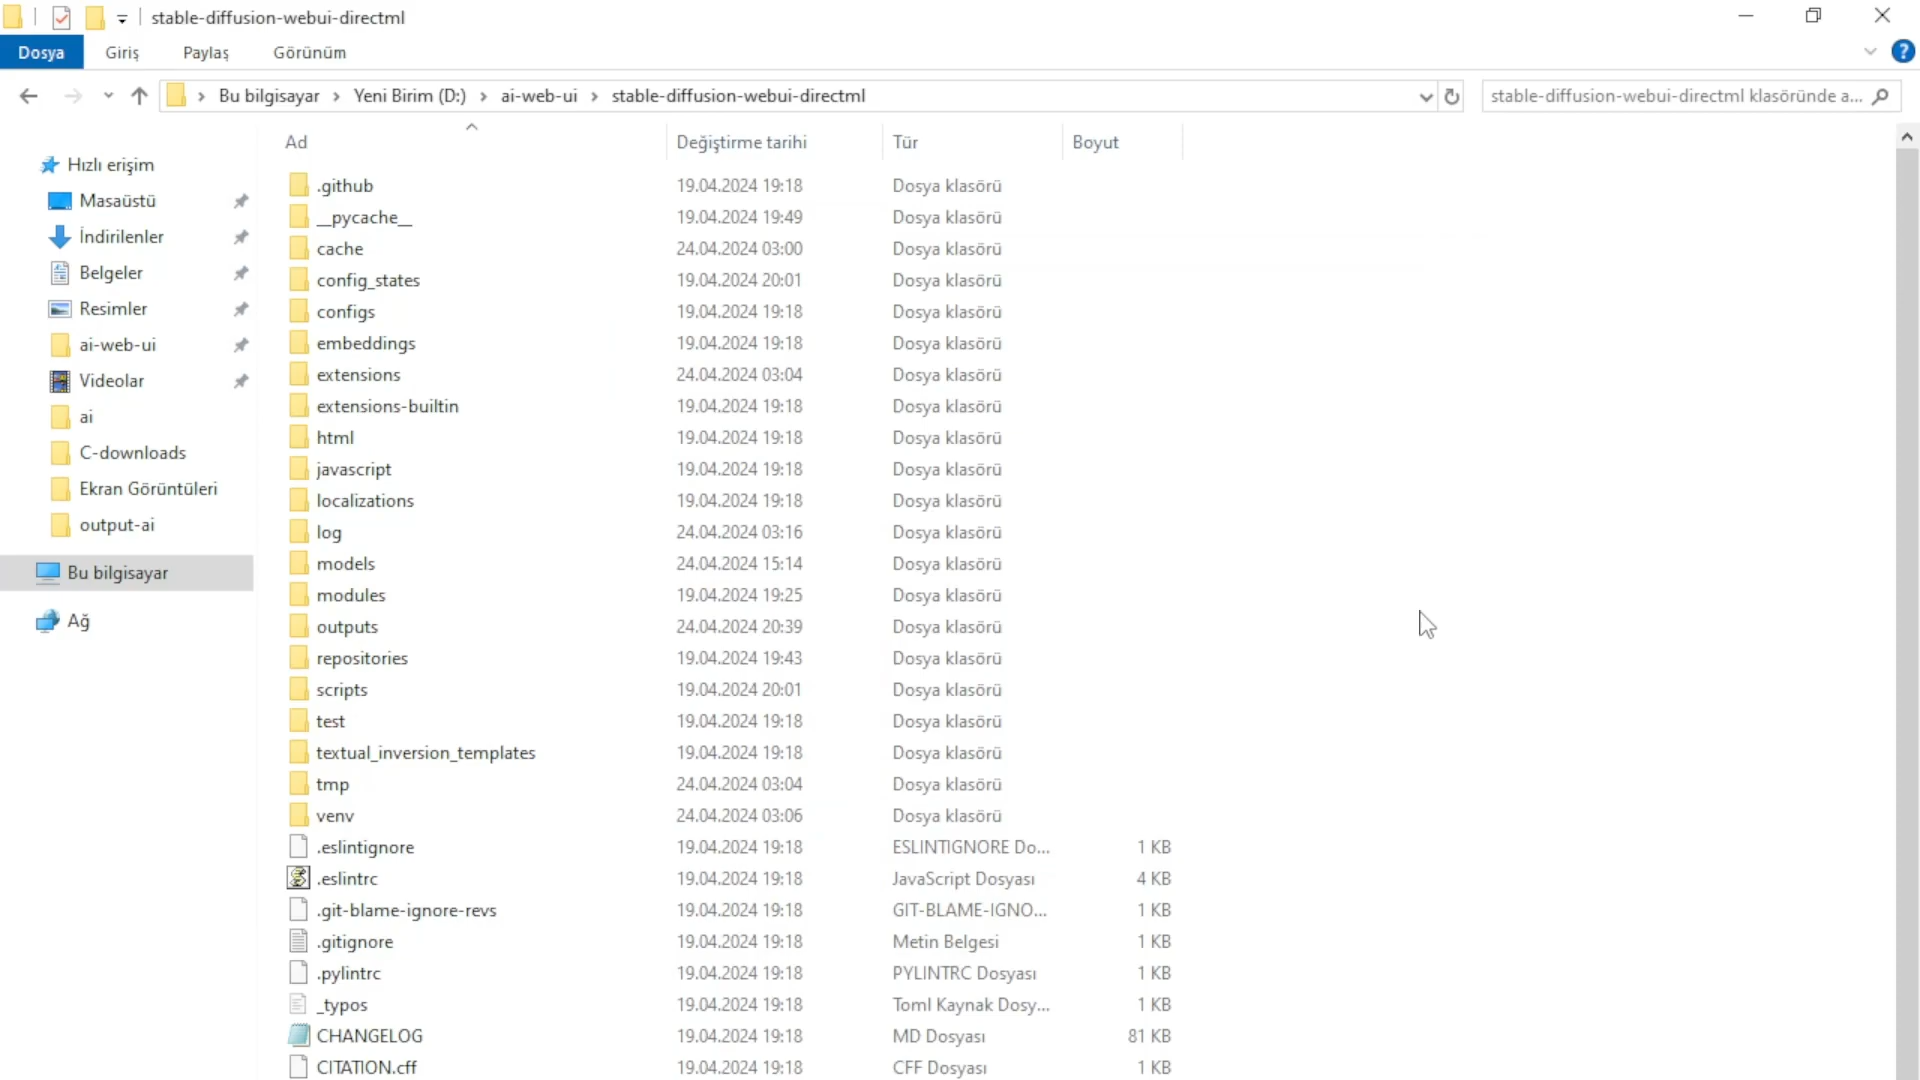 stable-diffusion-webui-directml
Dosya Giriş Paylaş Görünüm
Bu bilgisayar Yeni Birim (D:) ai-web-ui stable-diffusion-webui-directml stable-diffusion-webui-directml klasöründe a...
Ad Değiştirme tarihi Tür Boyut
Hızlı erişim
Masaüstü
İndirilenler
Belgeler
Resimler
ai-web-ui
Videolar
ai
C-downloads
Ekran Görüntüleri
output-ai
Bu bilgisayar
Ağ
.github 19.04.2024 19:18 Dosya klasörü
__pycache__ 19.04.2024 19:49 Dosya klasörü
cache 24.04.2024 03:00 Dosya klasörü
config_states 19.04.2024 20:01 Dosya klasörü
configs 19.04.2024 19:18 Dosya klasörü
embeddings 19.04.2024 19:18 Dosya klasörü
extensions 24.04.2024 03:04 Dosya klasörü
extensions-builtin 19.04.2024 19:18 Dosya klasörü
html 19.04.2024 19:18 Dosya klasörü
javascript 19.04.2024 19:18 Dosya klasörü
localizations 19.04.2024 19:18 Dosya klasörü
log 24.04.2024 03:16 Dosya klasörü
models 24.04.2024 15:14 Dosya klasörü
modules 19.04.2024 19:25 Dosya klasörü
outputs 24.04.2024 20:39 Dosya klasörü
repositories 19.04.2024 19:43 Dosya klasörü
scripts 19.04.2024 20:01 Dosya klasörü
test 19.04.2024 19:18 Dosya klasörü
textual_inversion_templates 19.04.2024 19:18 Dosya klasörü
tmp 24.04.2024 03:04 Dosya klasörü
venv 24.04.2024 03:06 Dosya klasörü
.eslintignore 19.04.2024 19:18 ESLINTIGNORE Do... 1 KB
.eslintrc 19.04.2024 19:18 JavaScript Dosyası 4 KB
.git-blame-ignore-revs 19.04.2024 19:18 GIT-BLAME-IGNO... 1 KB
.gitignore 19.04.2024 19:18 Metin Belgesi 1 KB
.pylintrc 19.04.2024 19:18 PYLINTRC Dosyası 1 KB
_typos 19.04.2024 19:18 Toml Kaynak Dosy... 1 KB
CHANGELOG 19.04.2024 19:18 MD Dosyası 81 KB
CITATION.cff 19.04.2024 19:18 CFF Dosyası 1 KB